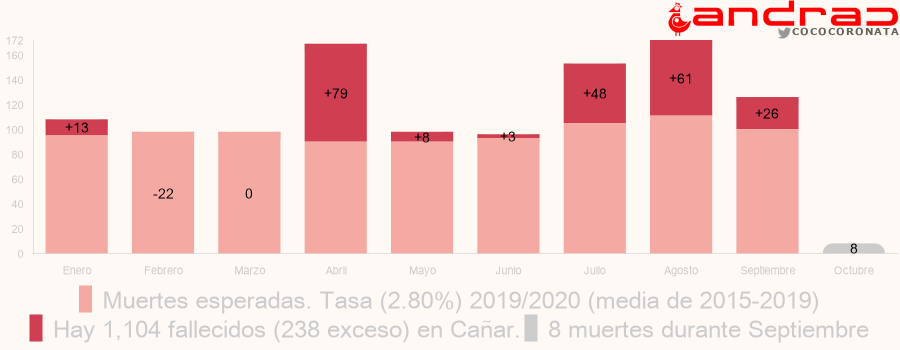 andrac
COCOCORONATA
172
160
140
120
100
80
60
40
20
0
+13
-22
0
+79
+8
+3
+48
+61
+26
8
Enero
Febrero
Marzo
Abril
Mayo
Junio
Julio
Agosto
Septiembre
Octubre
Muertes esperadas. Tasa (2.80%) 2019/2020 (media de 2015-2019)
Hay 1,104 fallecidos (238 exceso) en Cañar. 8 muertes durante Septiembre